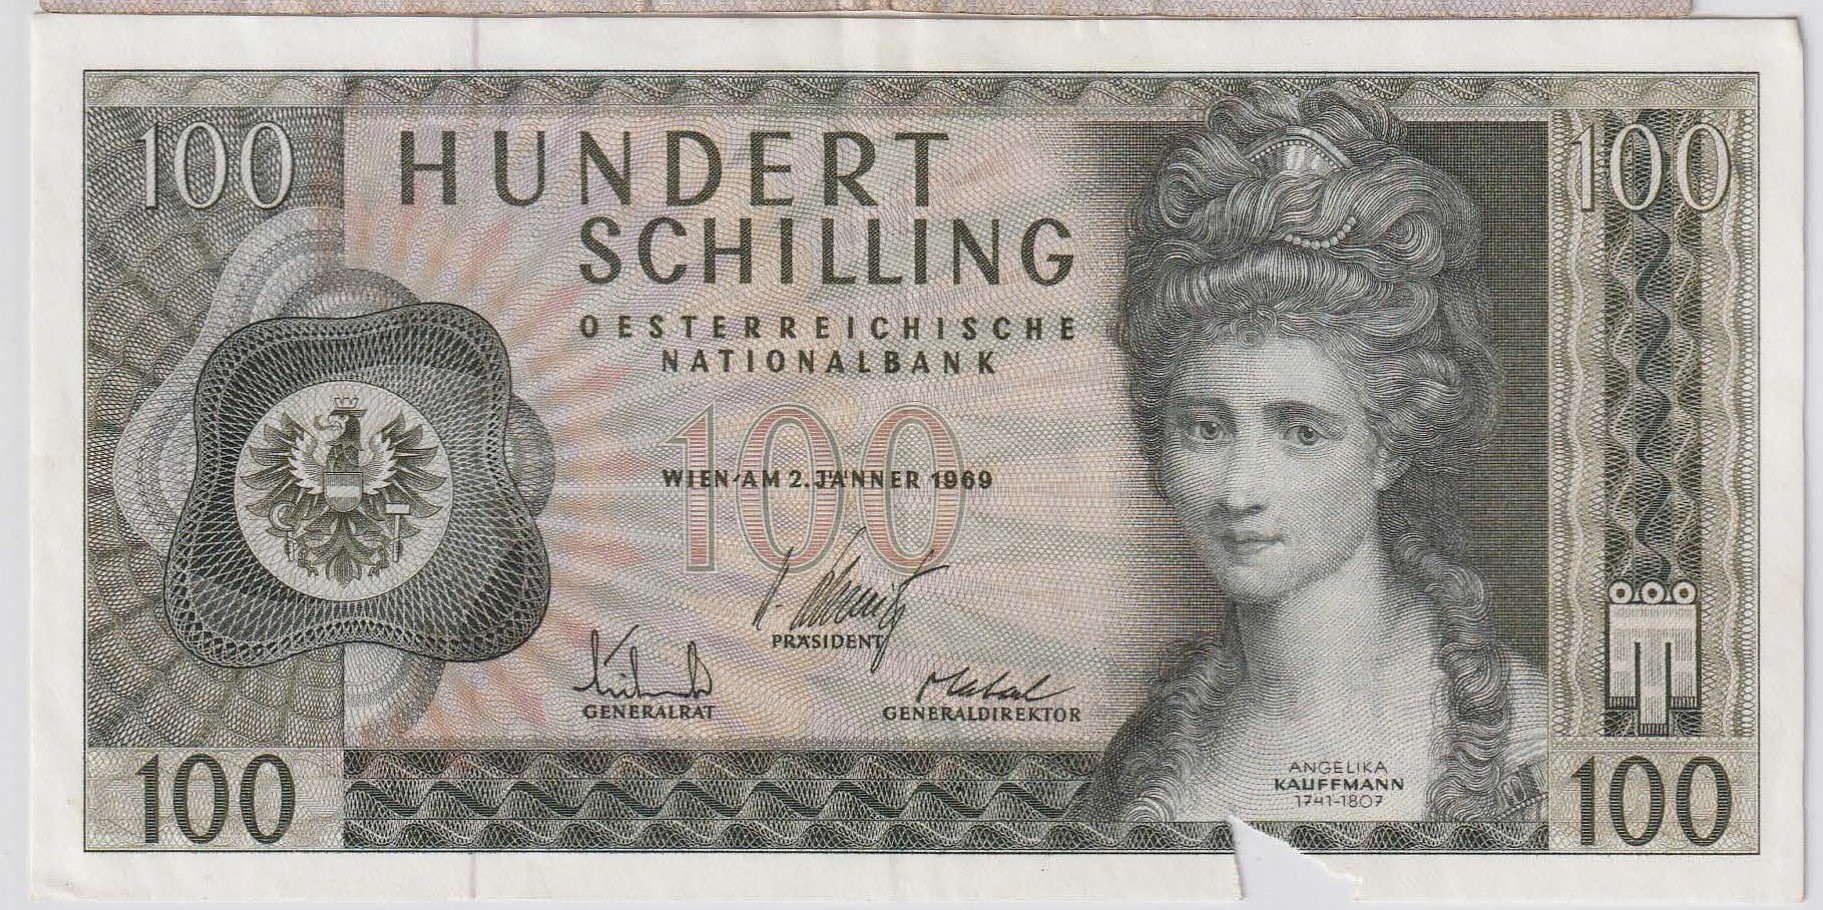 100
HUNDERT
100
SCHILLING
OESTERREICHISCHE
NATIONALBANK
100
WIEN AM 2. JÄNNER 1969
PRÄSIDENT
GENERALRAT
GENERALDIREKTOR
ANGELIKA
KAUFFMANN
1741-1807
100
100